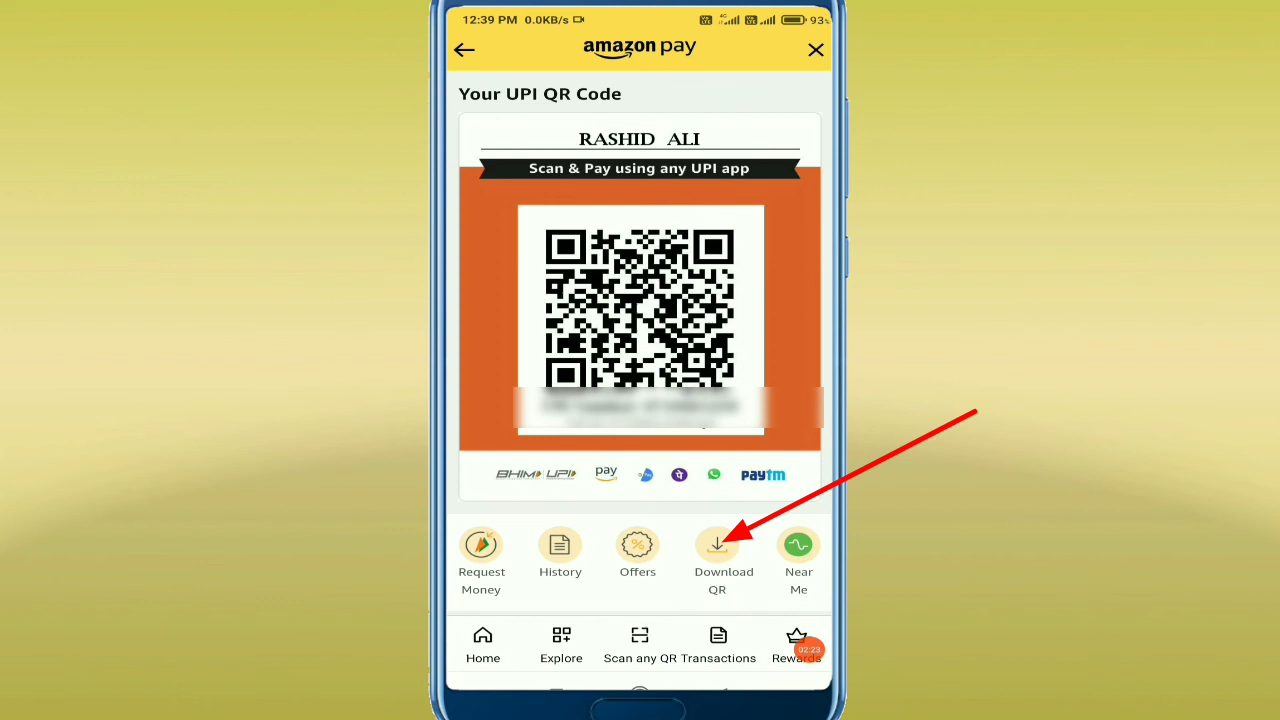 12:39 PM 0.0KB/s 4G 93%
amazon pay
Your UPI QR Code
RASHID ALI
Scan & Pay using any UPI app
BHIM UPI pay Pay पे paytm
Request Money
History
Offers
Download QR
Near Me
Home
Explore
Scan any QR
Transactions
Rewards
02:23